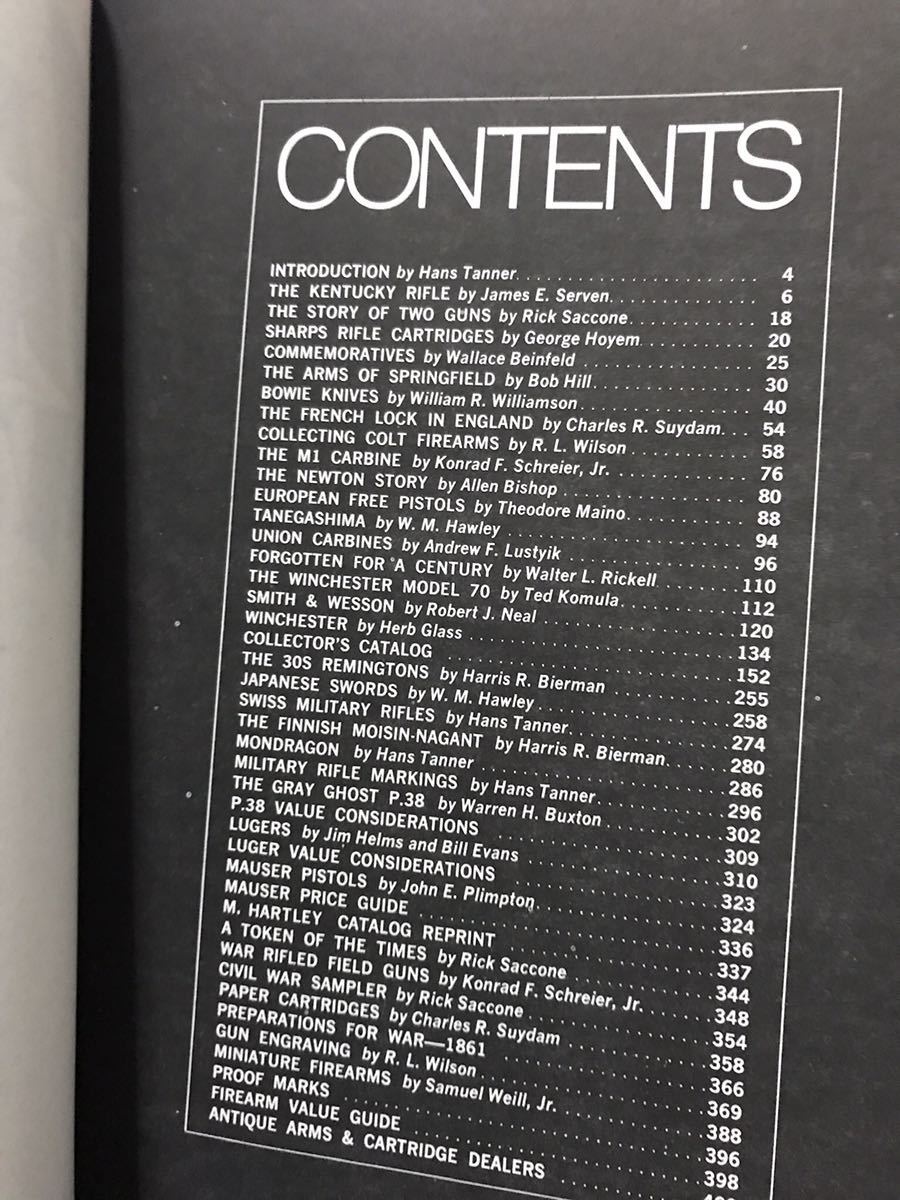 CONTENTS
INTRODUCTION by Hans Tanner. . . . . . . . . . . . . . . . . . . . . 4
THE KENTUCKY RIFLE by James E. Serven. . . . . . . . . . . . 6
THE STORY OF TWO GUNS by Rick Saccone. . . . . . . . . . . 18
SHARPS RIFLE CARTRIDGES by George Hoyem. . . . . . . . . 20
COMMEMORATIVES by Wallace Beinfeld . . . . . . . . . . . . . 25
THE ARMS OF SPRINGFIELD by Bob Hill. . . . . . . . . . . . . 30
BOWIE KNIVES by William R. Williamson . . . . . . . . . . . . 40
THE FRENCH LOCK IN ENGLAND by Charles R. Suydam. . . 54
COLLECTING COLT FIREARMS by R. L. Wilson . . . . . . . . . 58
THE M1 CARBINE by Konrad F. Schreier, Jr. . . . . . . . . . . 76
THE NEWTON STORY by Allen Bishop . . . . . . . . . . . . . . 80
EUROPEAN FREE PISTOLS by Theodore Maino. . . . . . . . . 88
TANEGASHIMA by W. M. Hawley . . . . . . . . . . . . . . . . . 94
UNION CARBINES by Andrew F. Lustyik . . . . . . . . . . . . . 96
FORGOTTEN FOR A CENTURY by Walter L. Rickell . . . . . . . 110
THE WINCHESTER MODEL 70 by Ted Komula. . . . . . . . . . 112
SMITH & WESSON by Robert J. Neal . . . . . . . . . . . . . . 120
WINCHESTER by Herb Glass . . . . . . . . . . . . . . . . . . . 134
COLLECTOR'S CATALOG . . . . . . . . . . . . . . . . . . . . . 152
THE 30S REMINGTONS by Harris R. Bierman . . . . . . . . . . 255
JAPANESE SWORDS by W. M. Hawley . . . . . . . . . . . . . . 258
SWISS MILITARY RIFLES by Hans Tanner. . . . . . . . . . . . 274
THE FINNISH MOISIN-NAGANT by Harris R. Bierman. . . . . . 280
MONDRAGON by Hans Tanner . . . . . . . . . . . . . . . . . . 286
MILITARY RIFLE MARKINGS by Hans Tanner. . . . . . . . . . . 296
THE GRAY GHOST P.38 by Warren H. Buxton . . . . . . . . . . 302
P.38 VALUE CONSIDERATIONS . . . . . . . . . . . . . . . . . . 309
LUGERS by Jim Helms and Bill Evans . . . . . . . . . . . . . 310
LUGER VALUE CONSIDERATIONS . . . . . . . . . . . . . . . . . 323
MAUSER PISTOLS by John E. Plimpton. . . . . . . . . . . . . 324
MAUSER PRICE GUIDE . . . . . . . . . . . . . . . . . . . . . 336
M. HARTLEY CATALOG REPRINT . . . . . . . . . . . . . . . . . 337
A TOKEN OF THE TIMES by Rick Saccone . . . . . . . . . . . . 344
WAR RIFLED FIELD GUNS by Konrad F. Schreier, Jr. . . . . . . 348
CIVIL WAR SAMPLER by Rick Saccone . . . . . . . . . . . . . 354
PAPER CARTRIDGES by Charles R. Suydam . . . . . . . . . . . 358
PREPARATIONS FOR WAR—1861 . . . . . . . . . . . . . . . . . 366
GUN ENGRAVING by R. L. Wilson . . . . . . . . . . . . . . . . 369
MINIATURE FIREARMS by Samuel Weill, Jr. . . . . . . . . . . . 388
PROOF MARKS . . . . . . . . . . . . . . . . . . . . . . . . . 396
FIREARM VALUE GUIDE . . . . . . . . . . . . . . . . . . . . . 398
ANTIQUE ARMS & CARTRIDGE DEALERS . . . . . . . . . .